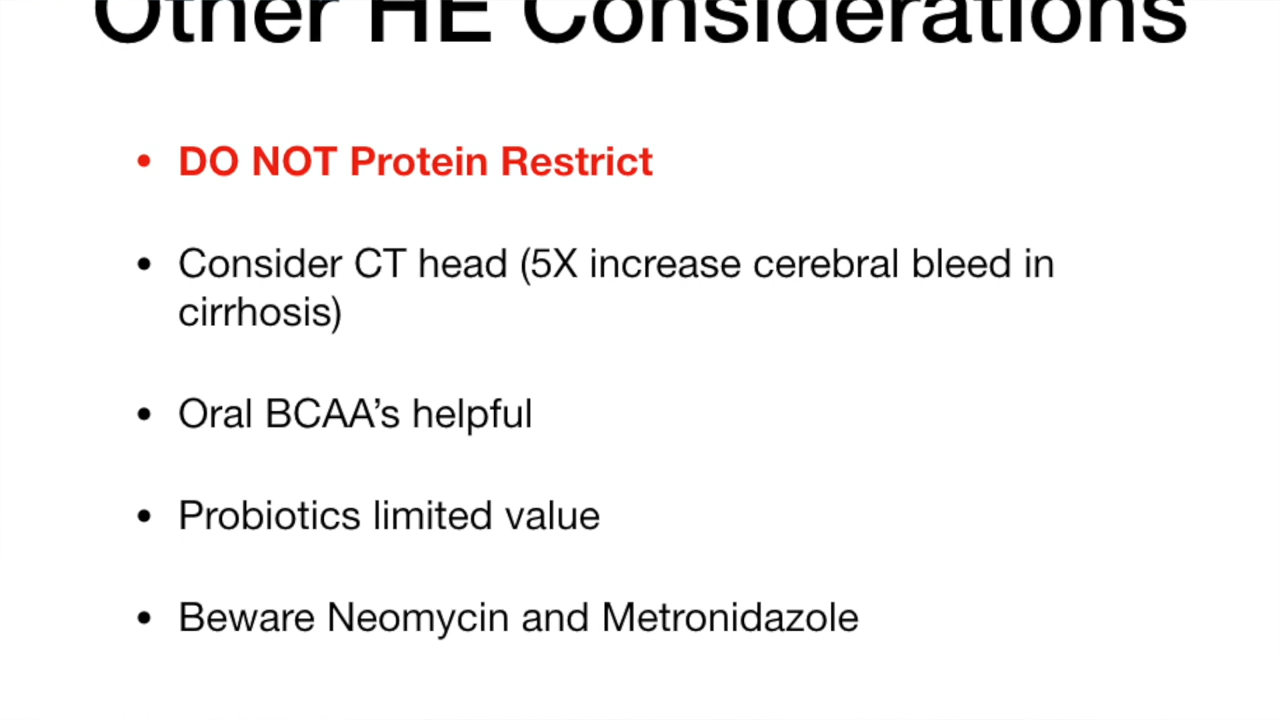 Other HE Considerations
• DO NOT Protein Restrict
• Consider CT head (5X increase cerebral bleed in
cirrhosis)
• Oral BCAA’s helpful
• Probiotics limited value
• Beware Neomycin and Metronidazole